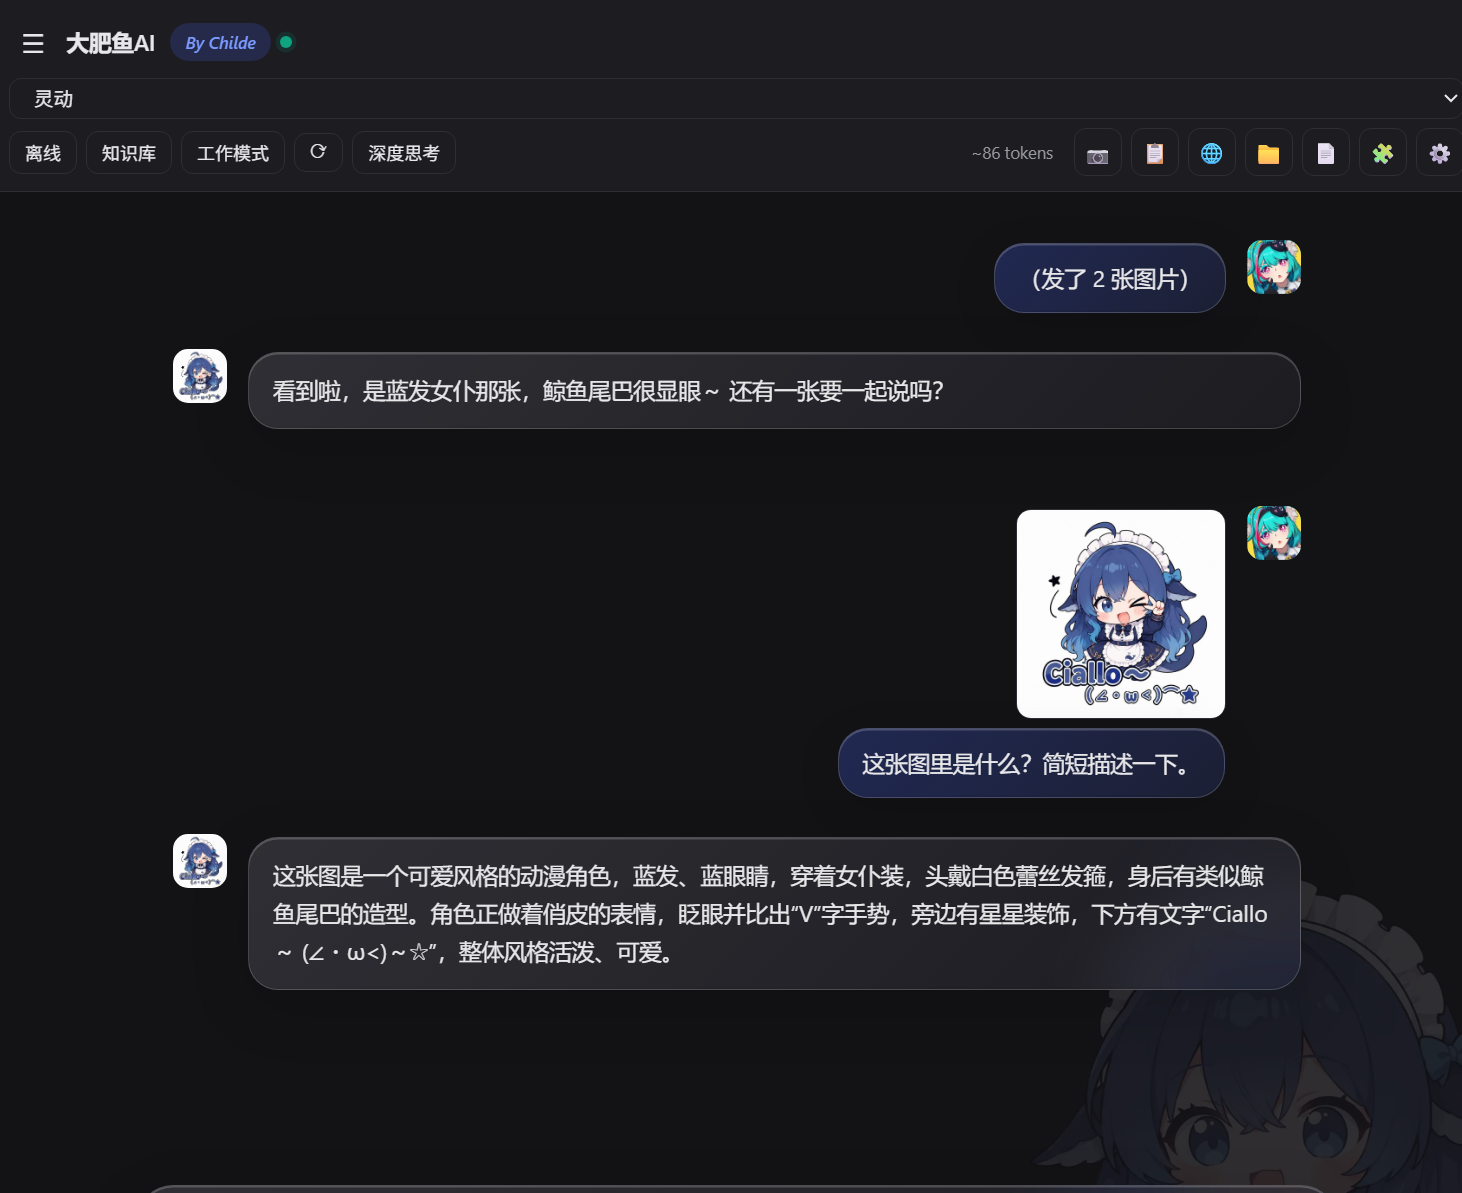 大肥鱼AI By Childe
灵动
离线 知识库 工作模式 深度思考 ~86 tokens
（发了 2 张图片）
看到啦，是蓝发女仆那张，鲸鱼尾巴很显眼～ 还有一张要一起说吗？
Ciallo～
(∠・ω<)⌒★
这张图里是什么？简短描述一下。
这张图是一个可爱风格的动漫角色，蓝发、蓝眼睛，穿着女仆装，头戴白色蕾丝发箍，身后有类似鲸
鱼尾巴的造型。角色正做着俏皮的表情，眨眼并比出“V”字手势，旁边有星星装饰，下方有文字“Ciallo
～ (∠・ω<)～☆”，整体风格活泼、可爱。